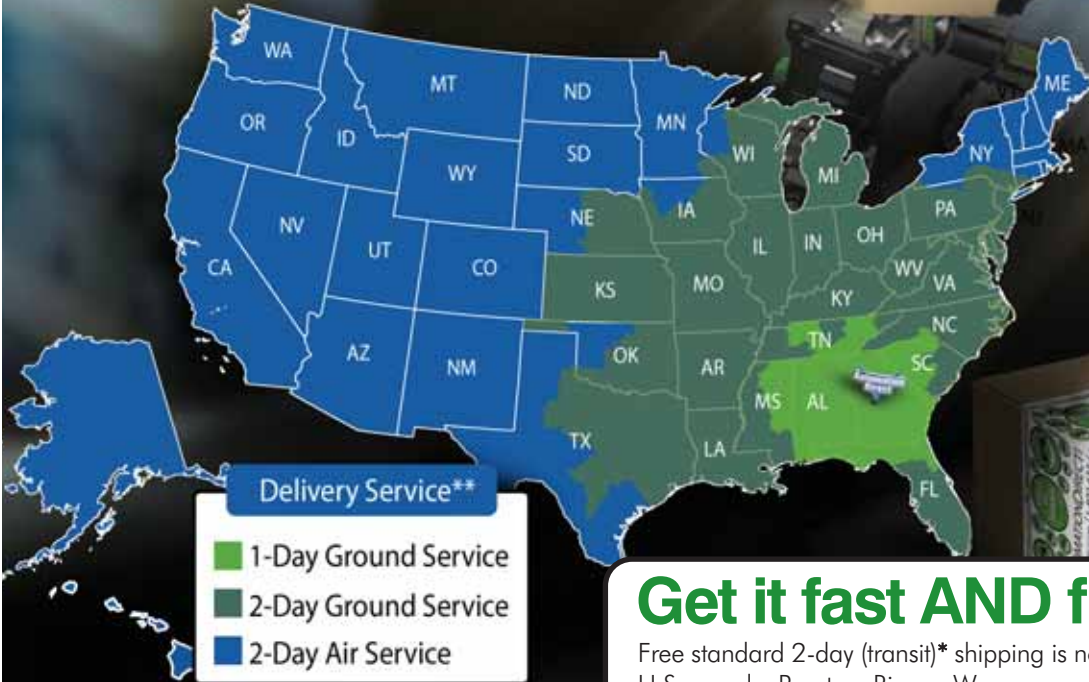 WA
MT
ND
MN
ME
OR
ID
SD
WI
NY
WY
MI
NE
IA
PA
NV
UT
CO
IL
IN
OH
WV
VA
CA
KS
MO
KY
NC
AZ
NM
OK
AR
TN
SC
MS
AL
TX
LA
FL
Delivery Service**
1-Day Ground Service
2-Day Ground Service
2-Day Air Service
Get it fast AND f
Free standard 2-day (transit)* shipping is n